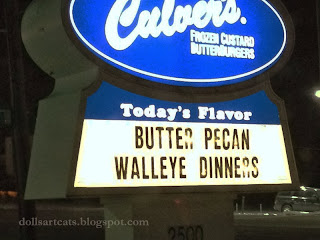 Culver's.
FROZEN CUSTARD
BUTTERBURGERS
Today's Flavor
BUTTER PECAN
WALLEYE DINNERS
dollsartcats.blogspot.com
2500